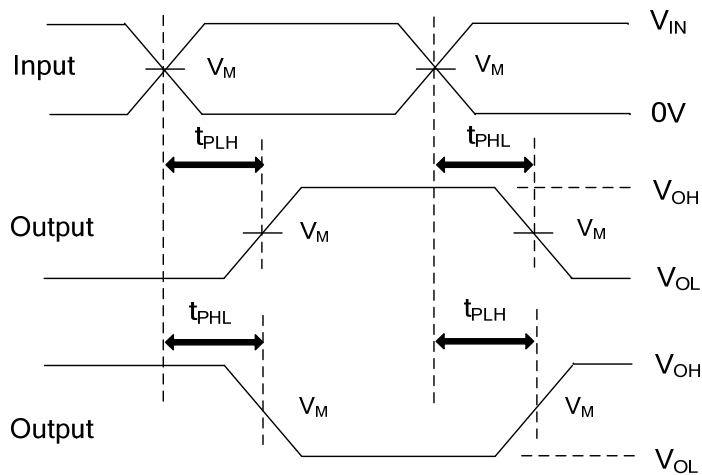 V_IN
Input V_M V_M
0V
t_PLH t_PHL
V_OH
Output V_M V_M
V_OL
t_PHL t_PLH
V_OH
V_M V_M
Output
V_OL